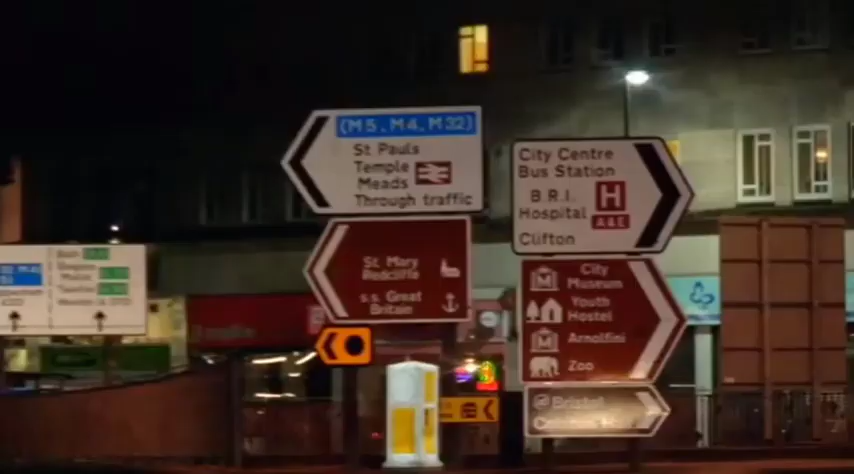 (M5, M4, M32)
St Pauls
Temple
Meads
Through traffic
St. Mary
Redcliffe
s.s. Great
Britain
City Centre
Bus Station
B.R.I.
Hospital
H
A&E
Clifton
City
Museum
Youth
Hostel
Arnolfini
Zoo
Bristol